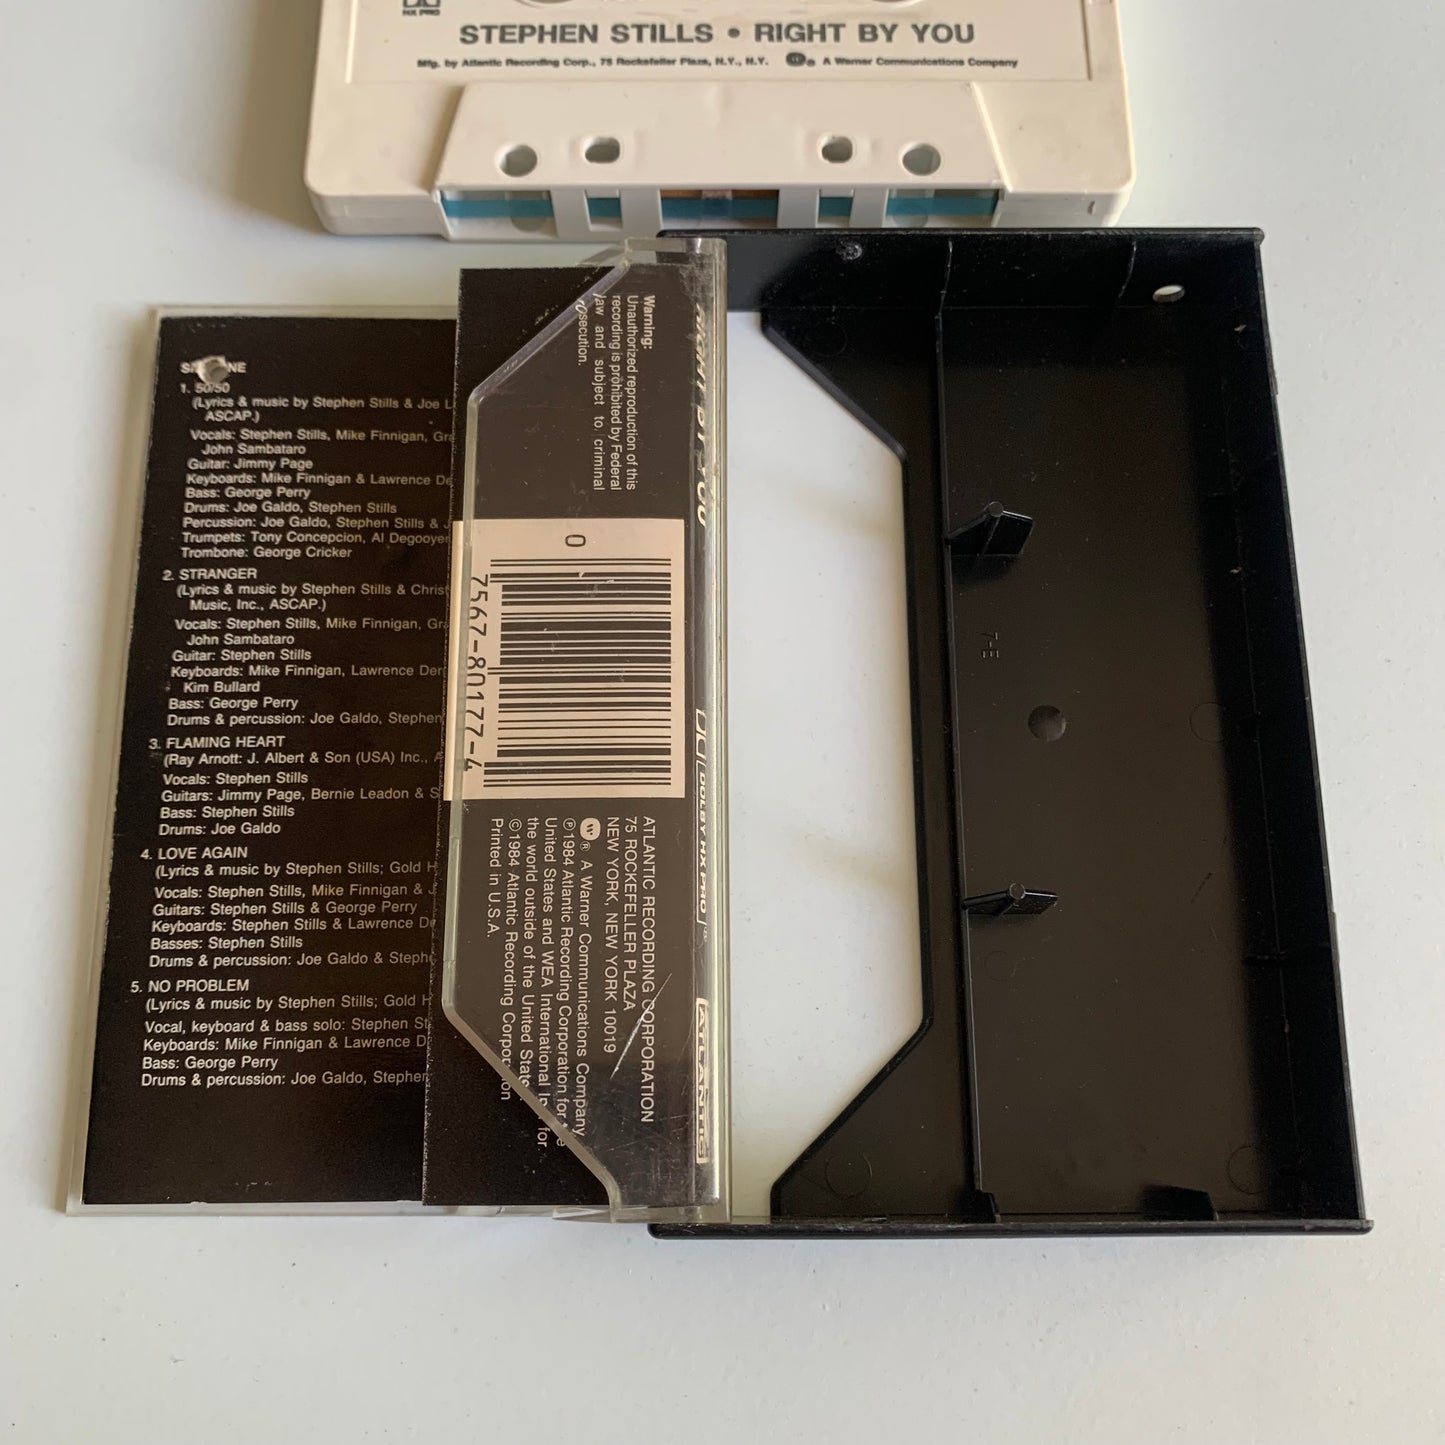 HX PRO
STEPHEN STILLS • RIGHT BY YOU
Mfg. by Atlantic Recording Corp., 75 Rockefeller Plaza, N.Y., N.Y. ® A Warner Communications Company
1. 50/50
(Lyrics & music by Stephen Stills & Joe
ASCAP.)
Vocals: Stephen Stills, Mike Finnigan,
John Sambataro
Guitar: Jimmy Page
Keyboards: Mike Finnigan & Lawrence
Bass: George Perry
Drums: Joe Galdo, Stephen Stills
Percussion: Joe Galdo, Stephen Stills &
Trumpets: Tony Concepcion, Al Degooyer
Trombone: George Cricker
2. STRANGER
(Lyrics & music by Stephen Stills &
Music, Inc., ASCAP.)
Vocals: Stephen Stills, Mike Finnigan,
John Sambataro
Guitar: Stephen Stills
Keyboards: Mike Finnigan, Lawrence
Kim Bullard
Bass: George Perry
Drums & percussion: Joe Galdo, Stephen
3. FLAMING HEART
(Ray Arnott: J. Albert & Son (USA) Inc.,
Vocals: Stephen Stills
Guitars: Jimmy Page, Bernie Leadon &
Bass: Stephen Stills
Drums: Joe Galdo
4. LOVE AGAIN
(Lyrics & music by Stephen Stills; Gold
Vocals: Stephen Stills, Mike Finnigan &
Guitars: Stephen Stills & George Perry
Keyboards: Stephen Stills & Lawrence
Basses: Stephen Stills
Drums & percussion: Joe Galdo &
5. NO PROBLEM
(Lyrics & music by Stephen Stills; Gold
Vocal, keyboard & bass solo: Stephen
Keyboards: Mike Finnigan & Lawrence
Bass: George Perry
Drums & percussion: Joe Galdo, Stephen
Warning:
Unauthorized reproduction of this
recording is prohibited by Federal
law and subject to criminal
prosecution.
0
7567-80177-4
ATLANTIC RECORDING CORPORATION
75 ROCKEFELLER PLAZA
NEW YORK, NEW YORK 10019
® A Warner Communications Company
℗ 1984 Atlantic Recording Corporation for the
United States and WEA International Inc. for
the world outside of the United States.
© 1984 Atlantic Recording Corporation
Printed in U.S.A.
RIGHT BY YOU
DOLBY HX PRO ®
ATLANTIC
7-E